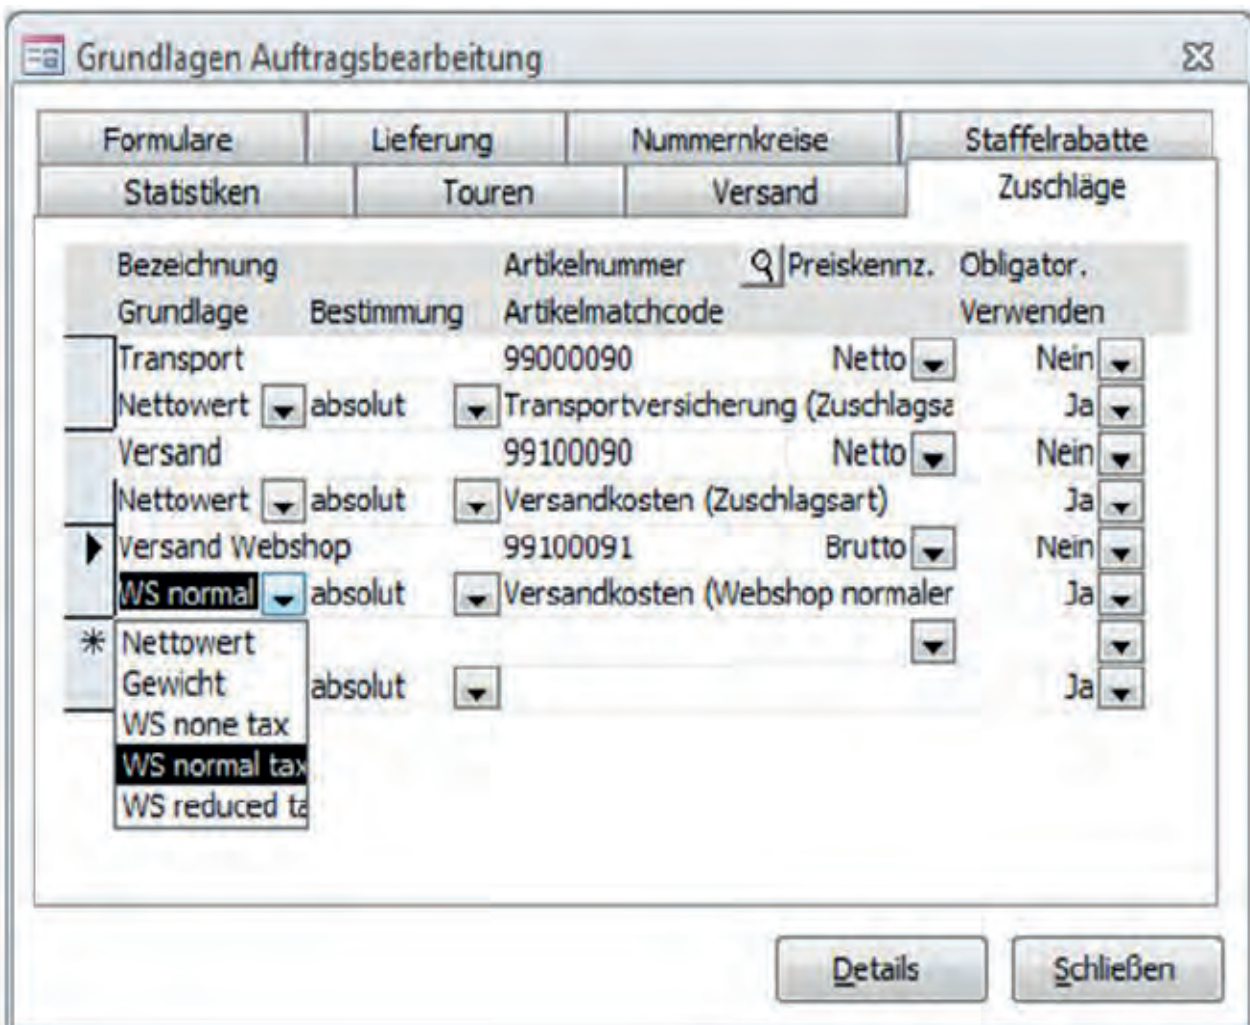 Grundlagen Auftragsbearbeitung
Formulare Lieferung Nummernkreise Staffelrabatte
Statistiken Touren Versand Zuschläge
Bezeichnung Artikelnummer Preiskennz. Obligator.
Grundlage Bestimmung Artikelmatchcode Verwenden
Transport 99000090 Netto Nein
Nettowert absolut Transportversicherung (Zuschlagsa Ja
Versand 99100090 Netto Nein
Nettowert absolut Versandkosten (Zuschlagsart) Ja
Versand Webshop 99100091 Brutto Nein
WS normal absolut Versandkosten (Webshop normaler Ja
* Nettowert
Gewicht absolut Ja
WS none tax
WS normal tax
WS reduced ta
Details Schließen